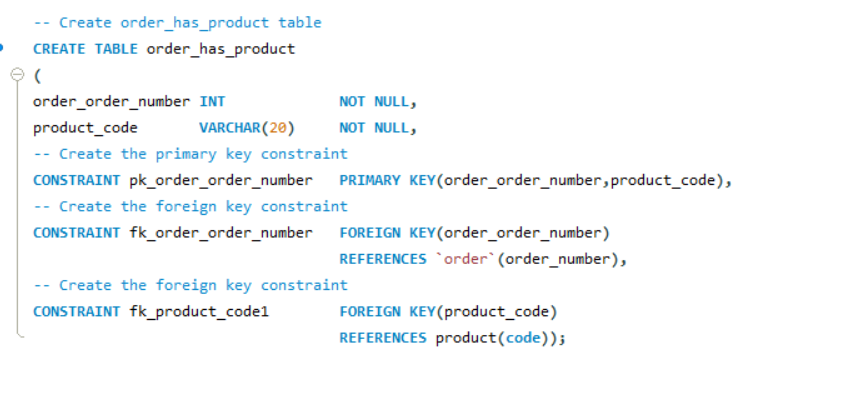 -- Create order_has_product table
CREATE TABLE order_has_product
(
order_order_number INT NOT NULL,
product_code VARCHAR(20) NOT NULL,
-- Create the primary key constraint
CONSTRAINT pk_order_order_number PRIMARY KEY(order_order_number,product_code),
-- Create the foreign key constraint
CONSTRAINT fk_order_order_number FOREIGN KEY(order_order_number)
REFERENCES `order`(order_number),
-- Create the foreign key constraint
CONSTRAINT fk_product_code1 FOREIGN KEY(product_code)
REFERENCES product(code));